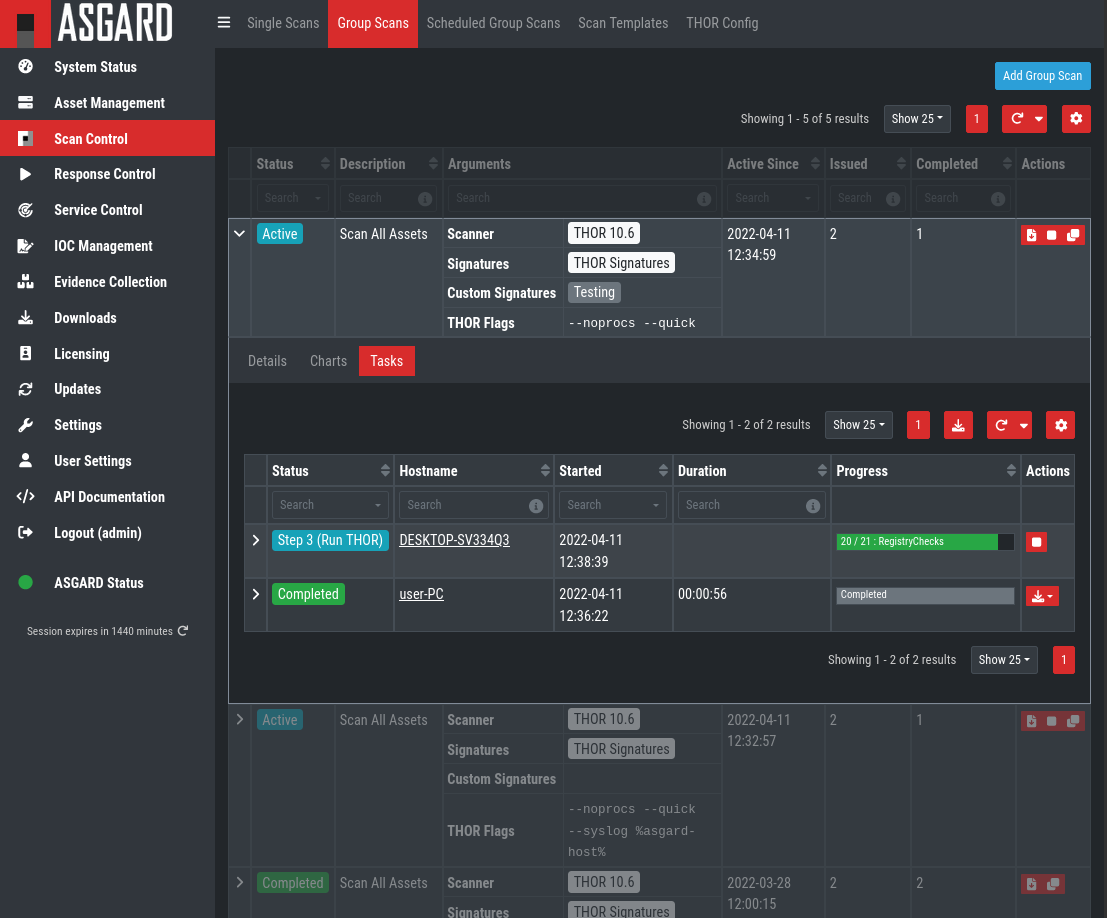 ASGARD
Single Scans
Group Scans
Scheduled Group Scans
Scan Templates
THOR Config
System Status
Asset Management
Scan Control
Response Control
Service Control
IOC Management
Evidence Collection
Downloads
Licensing
Updates
Settings
User Settings
API Documentation
Logout (admin)
ASGARD Status
Session expires in 1440 minutes
Add Group Scan
Showing 1 - 5 of 5 results
Show 25
1
Status
Description
Arguments
Active Since
Issued
Completed
Actions
Search
Search
Search
Search
Search
Search
Active
Scan All Assets
Scanner
THOR 10.6
Signatures
THOR Signatures
Custom Signatures
Testing
THOR Flags
--noprocs --quick
2022-04-11
12:34:59
2
1
Details
Charts
Tasks
Showing 1 - 2 of 2 results
Show 25
1
Status
Hostname
Started
Duration
Progress
Actions
Search
Search
Search
Search
Step 3 (Run THOR)
DESKTOP-SV334Q3
2022-04-11
12:38:39
20 / 21 : RegistryChecks
Completed
user-PC
2022-04-11
12:36:22
00:00:56
Completed
Showing 1 - 2 of 2 results
Show 25
1
Active
Scan All Assets
Scanner
THOR 10.6
Signatures
THOR Signatures
Custom Signatures
THOR Flags
--noprocs --quick
--syslog %asgard-
host%
2022-04-11
12:32:57
2
1
Completed
Scan All Assets
Scanner
THOR 10.6
Signatures
THOR Signatures
2022-03-28
12:00:15
2
2